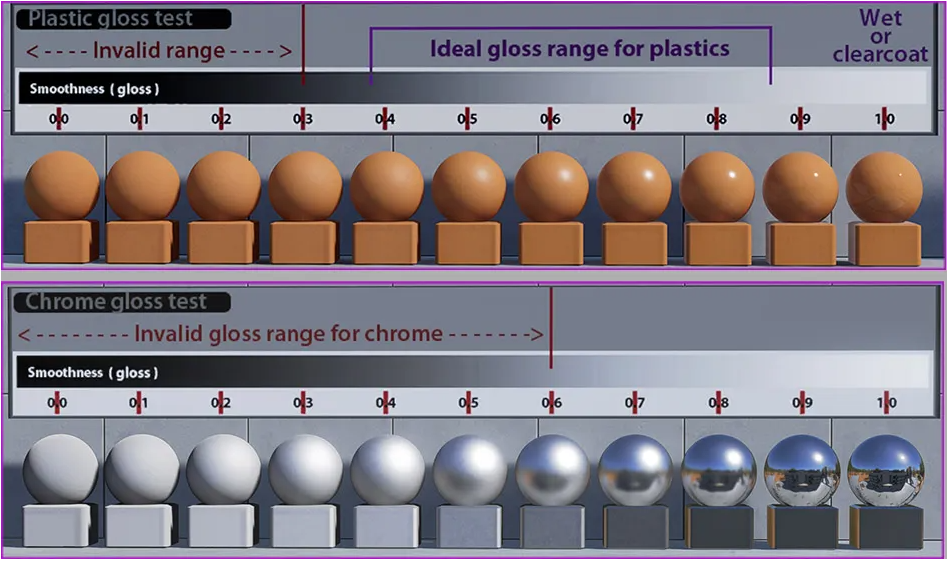 Plastic gloss test
Wet
or
clearcoat
<- - - - Invalid range - - - ->
Ideal gloss range for plastics
Smoothness ( gloss )
0.0 0.1 0.2 0.3 0.4 0.5 0.6 0.7 0.8 0.9 1.0
Chrome gloss test
<- - - - - - - - Invalid gloss range for chrome - - - - - - ->
Smoothness ( gloss )
0.0 0.1 0.2 0.3 0.4 0.5 0.6 0.7 0.8 0.9 1.0